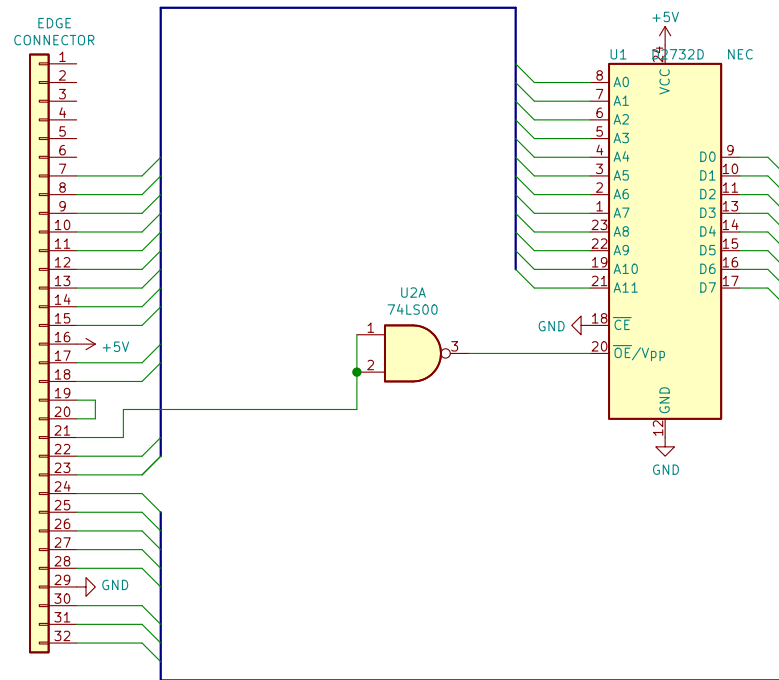 EDGE
CONNECTOR
1
2
3
4
5
6
7
8
9
10
11
12
13
14
15
16
+5V
17
18
19
20
21
22
23
24
25
26
27
28
29
GND
30
31
32
U2A
74LS00
1
2
3
+5V
U1
D2732D
NEC
24
VCC
8 A0
7 A1
6 A2
5 A3
4 A4
3 A5
2 A6
1 A7
23 A8
22 A9
19 A10
21 A11
GND
18 CE
20 OE/Vpp
D0 9
D1 10
D2 11
D3 13
D4 14
D5 15
D6 16
D7 17
GND
12
GND